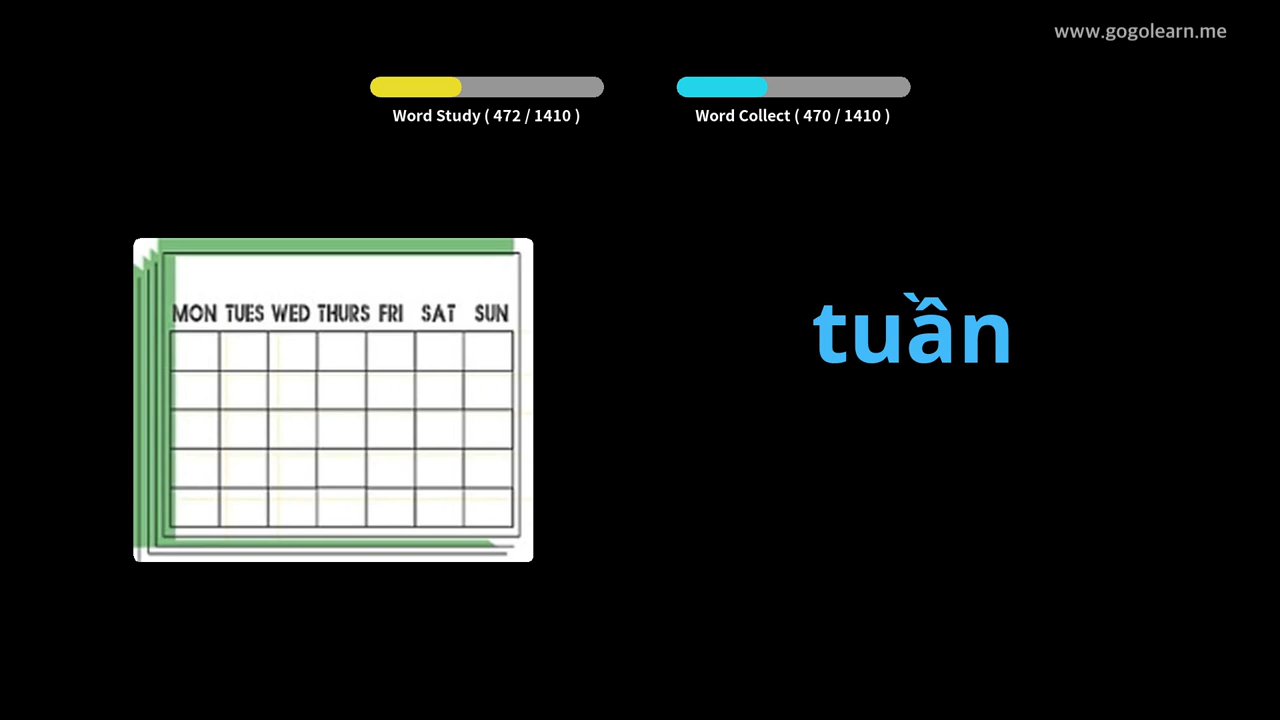 www.gogolearn.me
Word Study ( 472 / 1410 )
Word Collect ( 470 / 1410 )
MON TUES WED THURS FRI SAT SUN
tuần